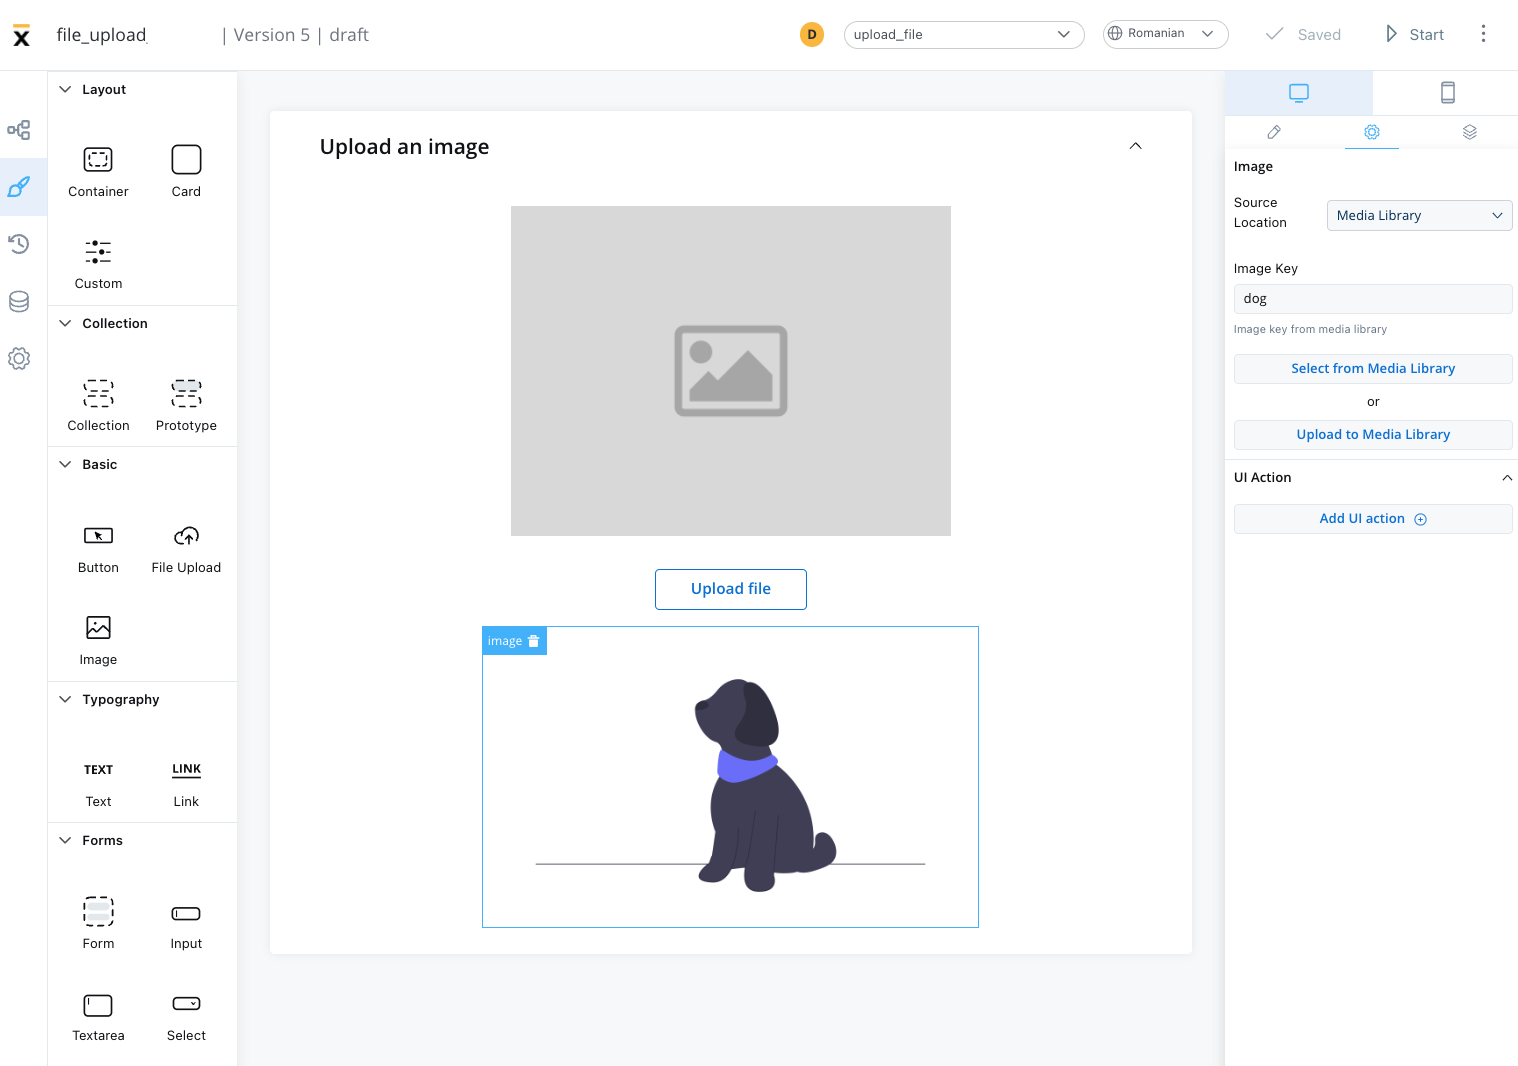 file_upload
| Version 5 | draft
D
upload_file
Romanian
Saved
Start
Layout
Container
Card
Custom
Collection
Collection
Prototype
Basic
Button
File Upload
Image
Typography
TEXT
LINK
Text
Link
Forms
Form
Input
Textarea
Select
Upload an image
Upload file
image
Image
Source
Location
Media Library
Image Key
dog
Image key from media library
Select from Media Library
or
Upload to Media Library
UI Action
Add UI action